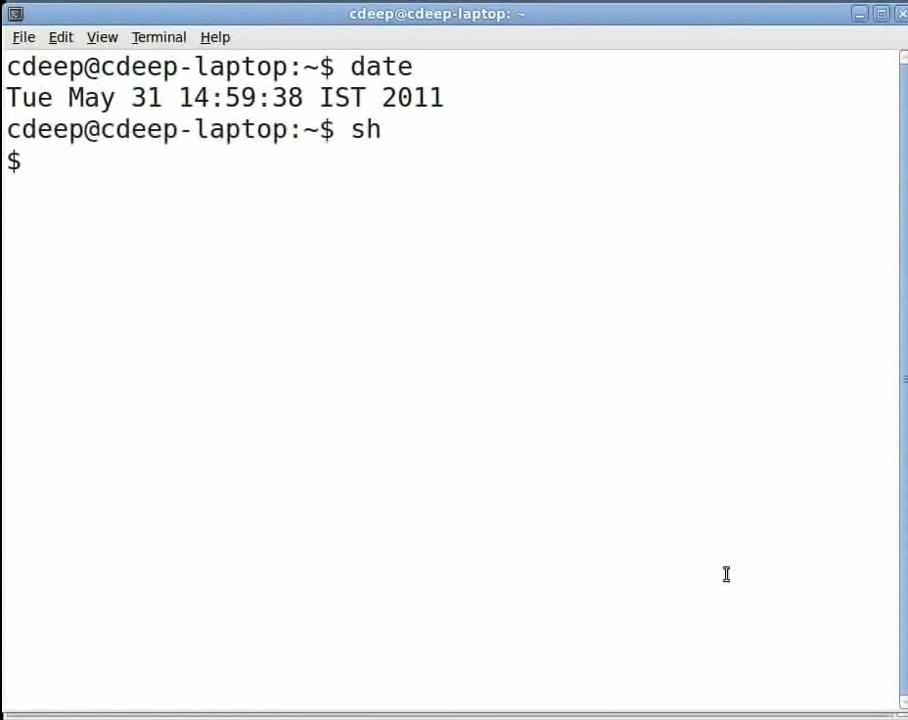 cdeep@cdeep-laptop: ~
File Edit View Terminal Help
cdeep@cdeep-laptop:~$ date
Tue May 31 14:59:38 IST 2011
cdeep@cdeep-laptop:~$ sh
$